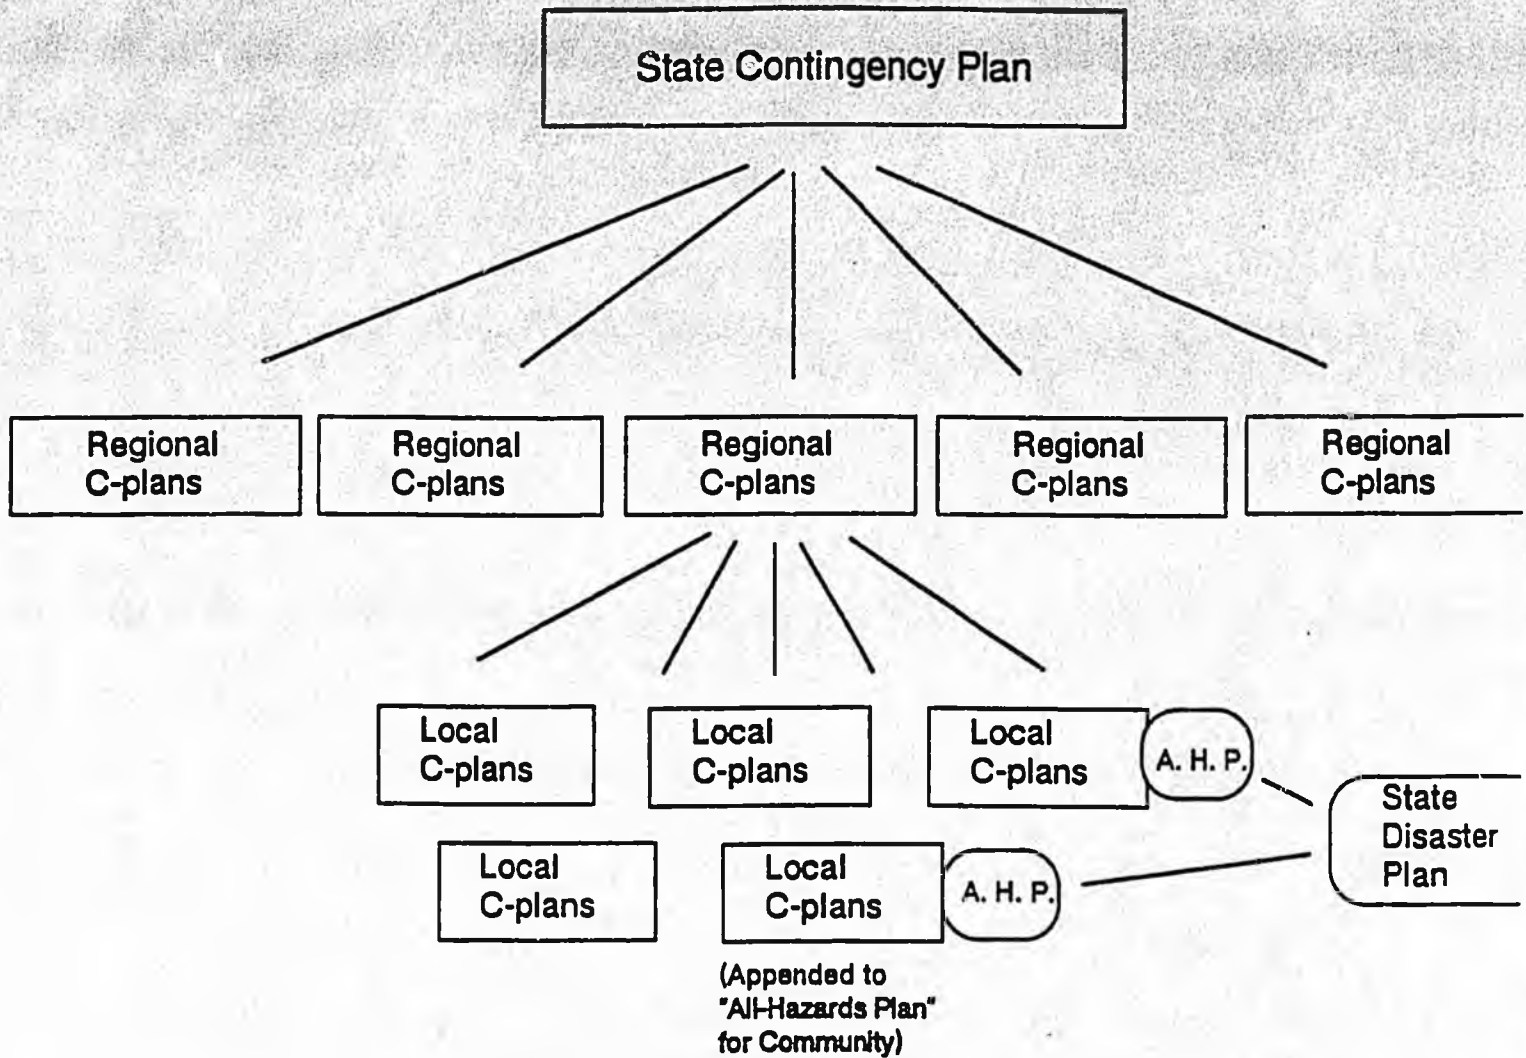 State Contingency Plan
Regional
C-plans
Regional
C-plans
Regional
C-plans
Regional
C-plans
Regional
C-plans
Local
C-plans
Local
C-plans
Local
C-plans
A. H. P.
State
Disaster
Plan
Local
C-plans
Local
C-plans
A. H. P.
(Appended to
"All-Hazards Plan"
for Community)